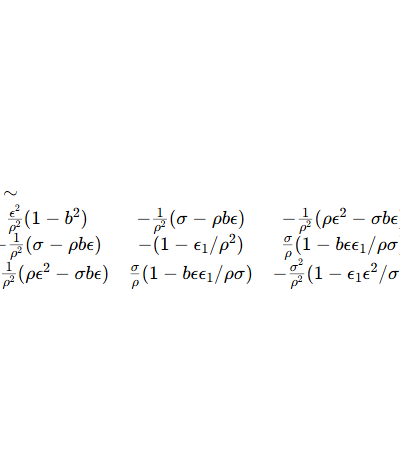 ∼
ϵ²/ρ²(1 − b²) −1/ρ²(σ − ρbϵ) −1/ρ²(ρϵ² − σbϵ
−1/ρ²(σ − ρbϵ) −(1 − ϵ₁/ρ²) σ/ρ(1 − bϵϵ₁/ρσ
1/ρ²(ρϵ² − σbϵ) σ/ρ(1 − bϵϵ₁/ρσ) −σ²/ρ²(1 − ϵ₁ϵ²/σ